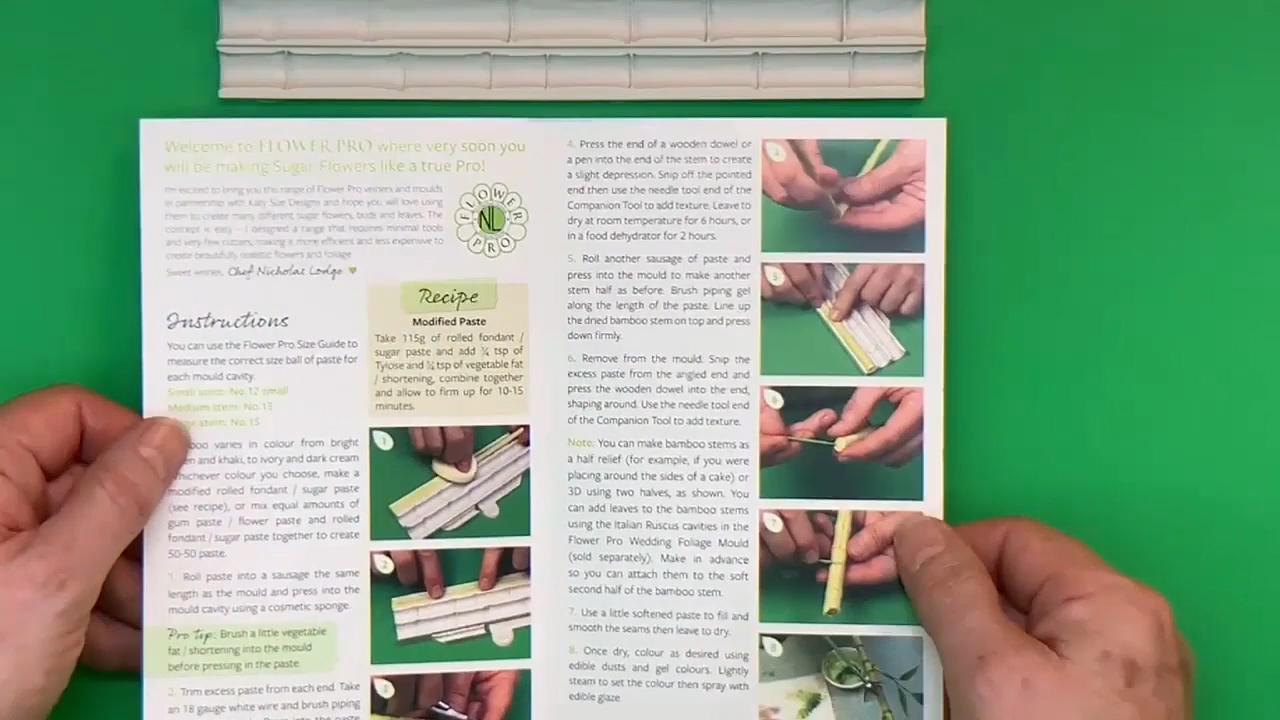 Welcome to FLOWER PRO where very soon you
will be making Sugar Flowers like a true Pro!
I'm excited to bring you this range of Flower Pro veiners and moulds
in partnership with Katy Sue Designs and hope you will love using
them to create many different sugar flowers, buds and leaves. The
concept is easy – I designed a range that requires minimal tools
and very few cutters, making it more efficient and less expensive to
create beautifully realistic flowers and foliage.
Sweet wishes, Chef Nicholas Lodge
FLOWER
NL
PRO
Instructions
You can use the Flower Pro Size Guide to
measure the correct size ball of paste for
each mould cavity.
Small stem: No.12 small
Medium stem: No.13
stem: No.15
varies in colour from bright
and khaki, to ivory and dark cream
whichever colour you choose, make a
modified rolled fondant / sugar paste
(see recipe), or mix equal amounts of
gum paste / flower paste and rolled
fondant / sugar paste together to create
50-50 paste.
1. Roll paste into a sausage the same
length as the mould and press into the
mould cavity using a cosmetic sponge.
Pro tip: Brush a little vegetable
fat / shortening into the mould
before pressing in the paste.
2. Trim excess paste from each end. Take
an 18 gauge white wire and brush piping
Recipe
Modified Paste
Take 115g of rolled fondant /
sugar paste and add ¼ tsp of
Tylose and ¼ tsp of vegetable fat
/ shortening, combine together
and allow to firm up for 10-15
minutes.
1
2
3
4. Press the end of a wooden dowel or
a pen into the end of the stem to create
a slight depression. Snip off the pointed
end then use the needle tool end of the
Companion Tool to add texture. Leave to
dry at room temperature for 6 hours, or
in a food dehydrator for 2 hours.
5. Roll another sausage of paste and
press into the mould to make another
stem half as before. Brush piping gel
along the length of the paste. Line up
the dried bamboo stem on top and press
down firmly.
6. Remove from the mould. Snip the
excess paste from the angled end and
press the wooden dowel into the end,
shaping around. Use the needle tool end
of the Companion Tool to add texture.
Note: You can make bamboo stems as
a half relief (for example, if you were
placing around the sides of a cake) or
3D using two halves, as shown. You
can add leaves to the bamboo stems
using the Italian Ruscus cavities in the
Flower Pro Wedding Foliage Mould
(sold separately). Make in advance
so you can attach them to the soft
second half of the bamboo stem.
7. Use a little softened paste to fill and
smooth the seams then leave to dry.
8. Once dry, colour as desired using
edible dusts and gel colours. Lightly
steam to set the colour then spray with
edible glaze.
4
5
6
7
8